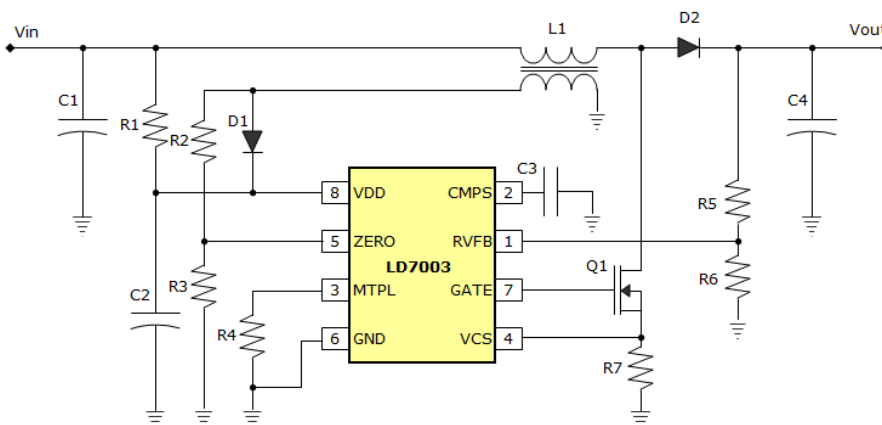 Vin
L1
D2
Vout
C1
R1
R2
D1
C4
C3
8 VDD CMPS 2
R5
5 ZERO RVFB 1
LD7003
Q1
R3
R6
C2
3 MTPL GATE 7
R4
6 GND VCS 4
R7